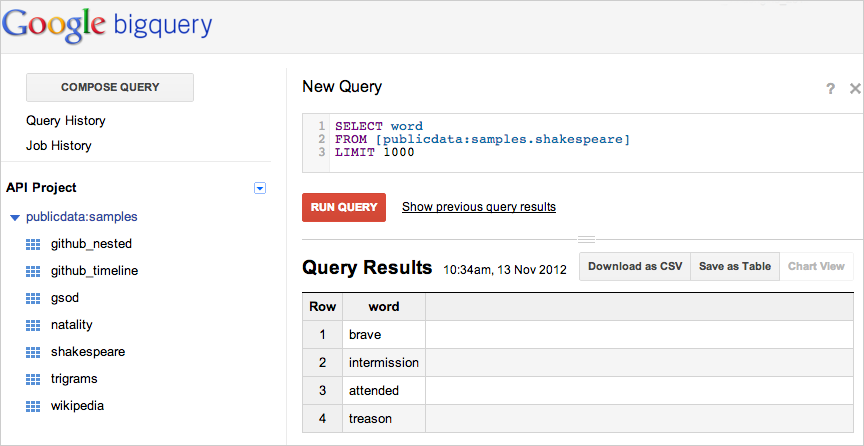 Google bigquery
COMPOSE QUERY
Query History
Job History
API Project
publicdata:samples
github_nested
github_timeline
gsod
natality
shakespeare
trigrams
wikipedia
New Query
? ×
1 SELECT word
2 FROM [publicdata:samples.shakespeare]
3 LIMIT 1000
RUN QUERY Show previous query results
Query Results 10:34am, 13 Nov 2012 Download as CSV Save as Table Chart View
Row word
1 brave
2 intermission
3 attended
4 treason